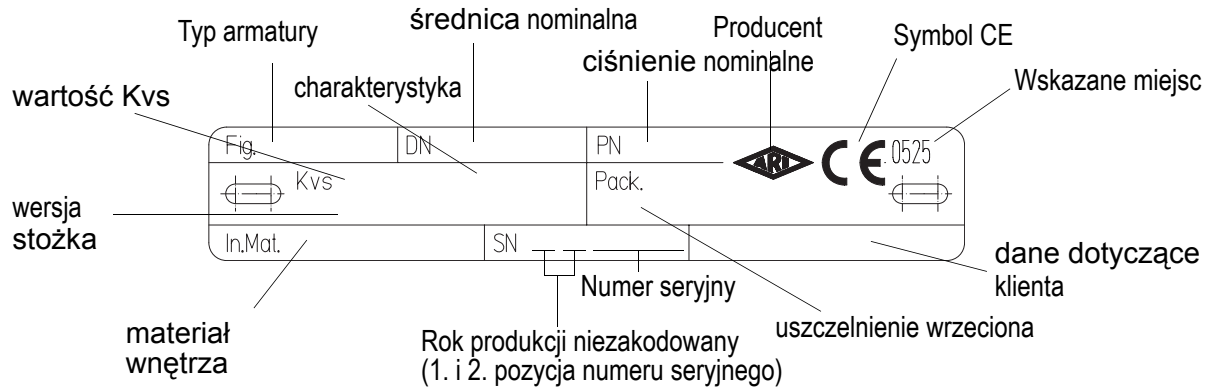 Typ armatury
średnica nominalna
Producent
Symbol CE
ciśnienie nominalne
Wskazane miejsc
wartość Kvs
charakterystyka
Fig.
DN
PN
ARI
CE
.0525
Kvs
Pack.
wersja
stożka
In.Mat.
SN
dane dotyczące
klienta
Numer seryjny
materiał
wnętrza
uszczelnienie wrzeciona
Rok produkcji niezakodowany
(1. i 2. pozycja numeru seryjnego)